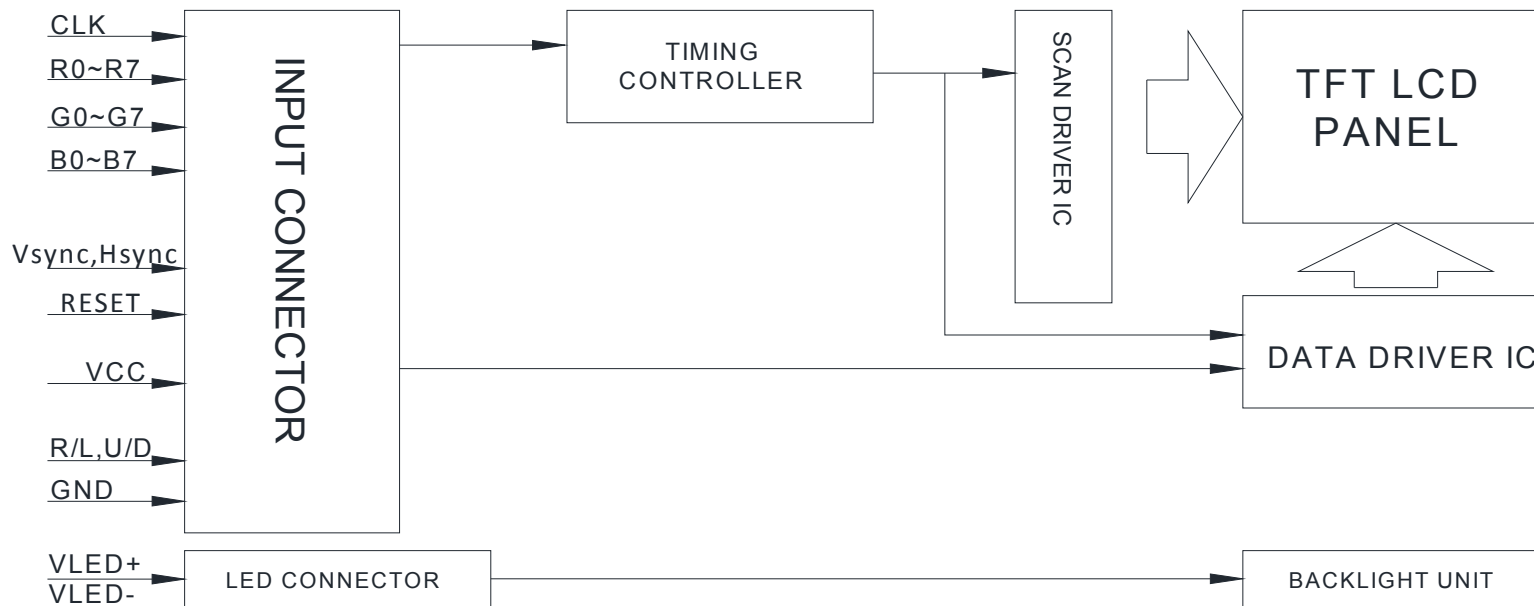 CLK
R0~R7
G0~G7
B0~B7
Vsync,Hsync
RESET
VCC
R/L,U/D
GND
VLED+
VLED-
INPUT CONNECTOR
LED CONNECTOR
TIMING
CONTROLLER
SCAN DRIVER IC
TFT LCD
PANEL
DATA DRIVER IC
BACKLIGHT UNIT